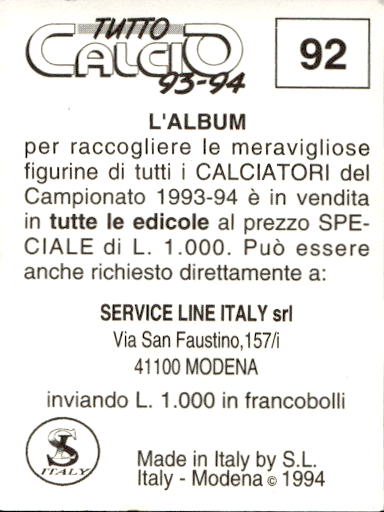 TUTTO
CALCIO
93-94
92
L'ALBUM
per raccogliere le meravigliose
figurine di tutti i CALCIATORI del
Campionato 1993-94 è in vendita
in tutte le edicole al prezzo SPE-
CIALE di L. 1.000. Può essere
anche richiesto direttamente a:
SERVICE LINE ITALY srl
Via San Faustino,157/i
41100 MODENA
inviando L. 1.000 in francobolli
SL
ITALY
Made in Italy by S.L.
Italy - Modena © 1994